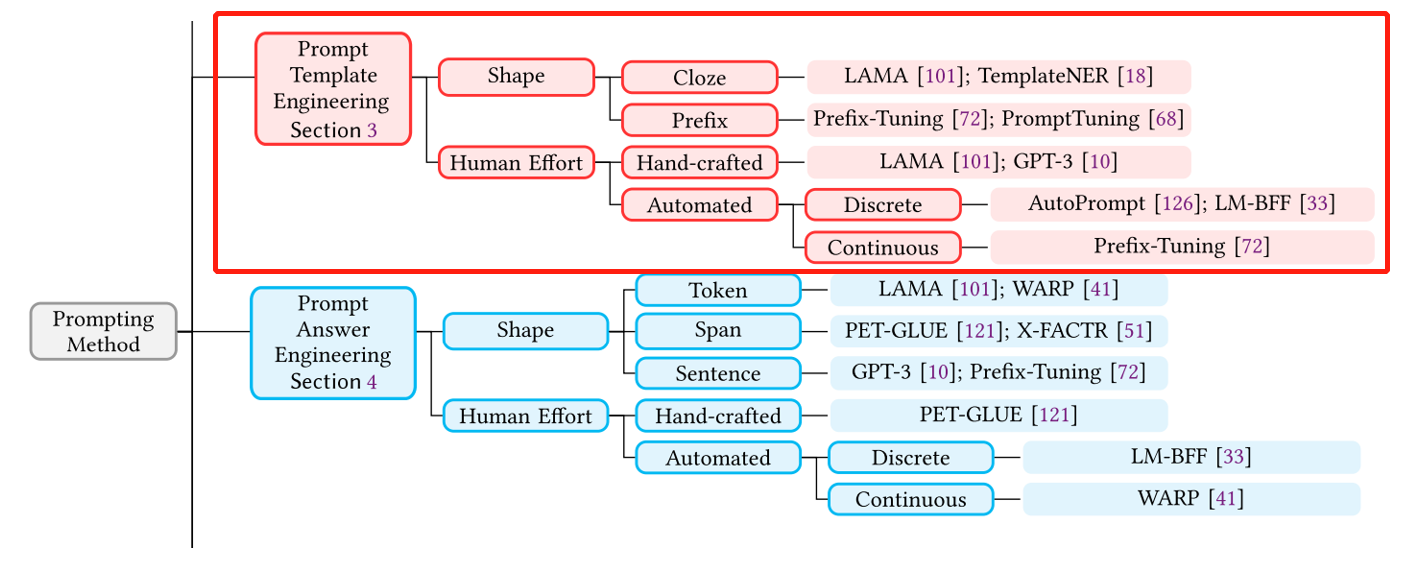 Prompt
Template
Engineering
Section 3
Shape
Cloze
LAMA [101]; TemplateNER [18]
Prefix
Prefix-Tuning [72]; PromptTuning [68]
Human Effort
Hand-crafted
LAMA [101]; GPT-3 [10]
Automated
Discrete
AutoPrompt [126]; LM-BFF [33]
Continuous
Prefix-Tuning [72]
Prompting
Method
Prompt
Answer
Engineering
Section 4
Shape
Token
LAMA [101]; WARP [41]
Span
PET-GLUE [121]; X-FACTR [51]
Sentence
GPT-3 [10]; Prefix-Tuning [72]
Human Effort
Hand-crafted
PET-GLUE [121]
Automated
Discrete
LM-BFF [33]
Continuous
WARP [41]